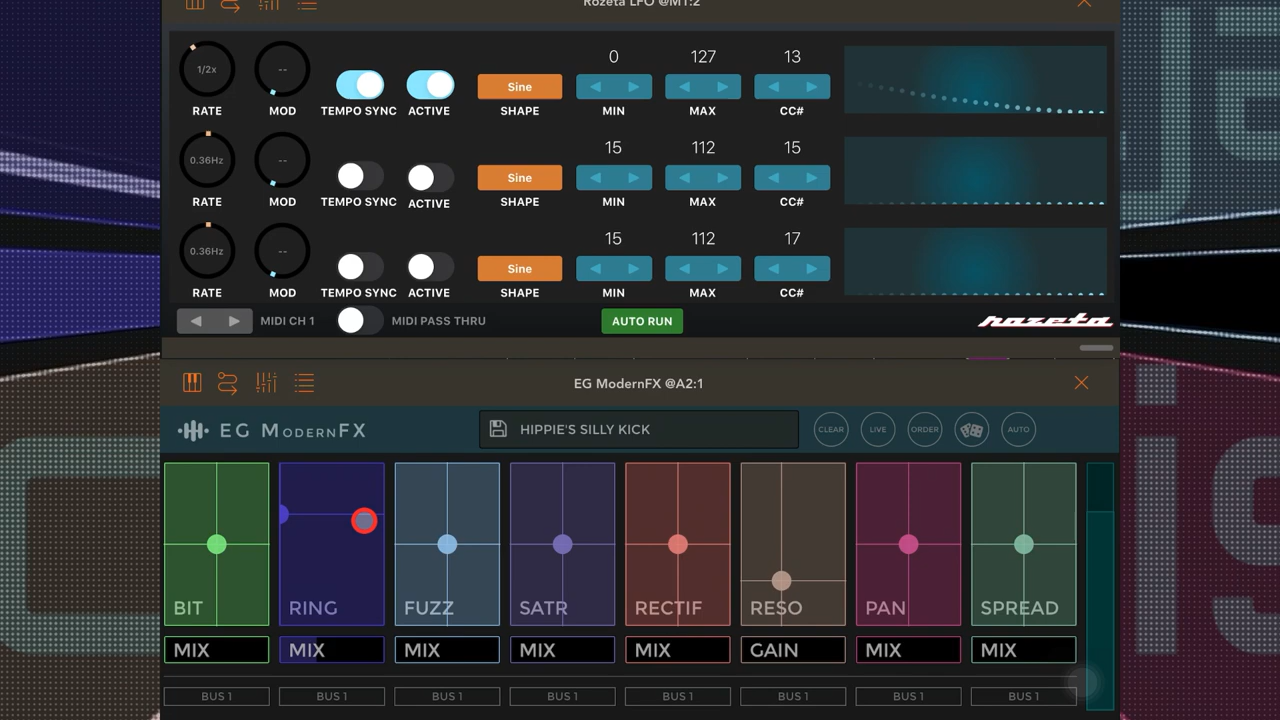 Rozeta LFO @M1:2
0 127 13
1/2x -- Sine
RATE MOD TEMPO SYNC ACTIVE SHAPE MIN MAX CC#
15 112 15
0.36Hz -- Sine
RATE MOD TEMPO SYNC ACTIVE SHAPE MIN MAX CC#
15 112 17
0.36Hz -- Sine
RATE MOD TEMPO SYNC ACTIVE SHAPE MIN MAX CC#
MIDI CH 1 MIDI PASS THRU AUTO RUN rozeta
EG ModernFX @A2:1
EG MODERNFX HIPPIE'S SILLY KICK CLEAR LIVE ORDER AUTO
BIT RING FUZZ SATR RECTIF RESO PAN SPREAD
MIX MIX MIX MIX MIX GAIN MIX MIX
BUS 1 BUS 1 BUS 1 BUS 1 BUS 1 BUS 1 BUS 1 BUS 1